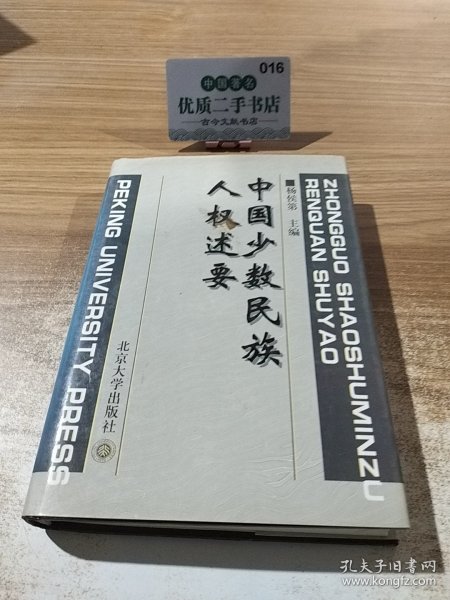 016
中国签名
优质二手书店
古今文献书店
ZHONGGUO SHAOSHUMINZU
RENQUAN SHUYAO
杨侯第 主编
中国少数民族
人权述要
北京大学出版社
PEKING UNIVERSITY PRESS
孔夫子旧书网
www.kongfz.com